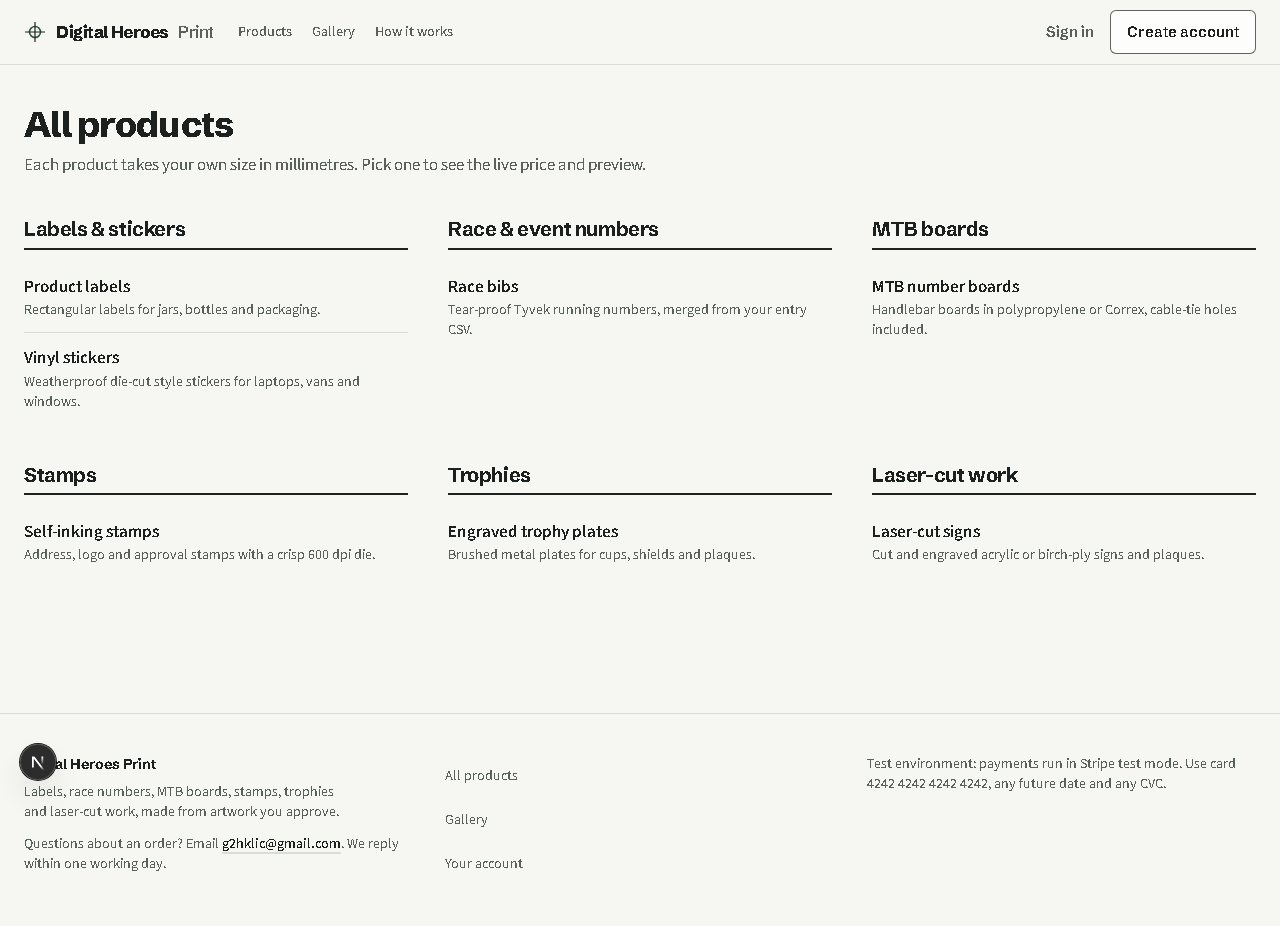 Digital Heroes Print
Products
Gallery
How it works
Sign in
Create account
All products
Each product takes your own size in millimetres. Pick one to see the live price and preview.
Labels & stickers
Product labels
Rectangular labels for jars, bottles and packaging.
Vinyl stickers
Weatherproof die-cut style stickers for laptops, vans and
windows.
Race & event numbers
Race bibs
Tear-proof Tyvek running numbers, merged from your entry
CSV.
MTB boards
MTB number boards
Handlebar boards in polypropylene or Correx, cable-tie holes
included.
Stamps
Self-inking stamps
Address, logo and approval stamps with a crisp 600 dpi die.
Trophies
Engraved trophy plates
Brushed metal plates for cups, shields and plaques.
Laser-cut work
Laser-cut signs
Cut and engraved acrylic or birch-ply signs and plaques.
N
al Heroes Print
Labels, race numbers, MTB boards, stamps, trophies
and laser-cut work, made from artwork you approve.
Questions about an order? Email g2hklic@gmail.com. We reply
within one working day.
All products
Gallery
Your account
Test environment: payments run in Stripe test mode. Use card
4242 4242 4242 4242, any future date and any CVC.